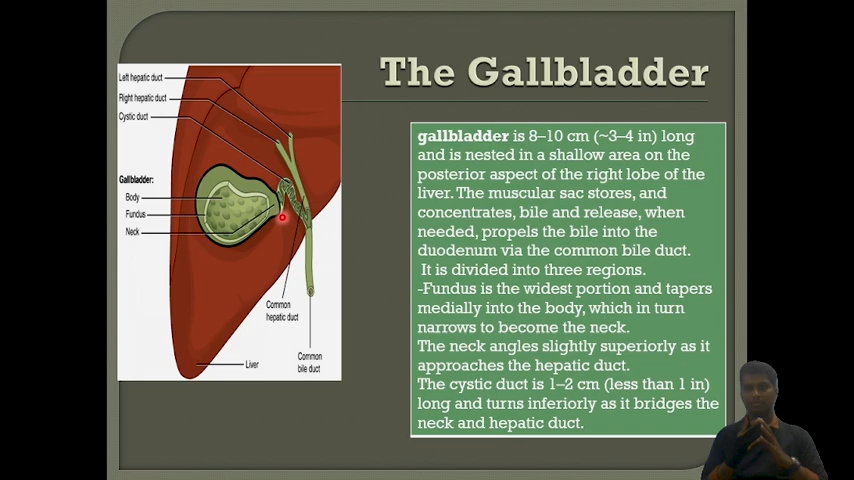 The Gallbladder
Left hepatic duct
Right hepatic duct
Cystic duct
Gallbladder:
Body
Fundus
Neck
Common
hepatic duct
Common
bile duct
Liver
gallbladder is 8–10 cm (~3–4 in) long
and is nested in a shallow area on the
posterior aspect of the right lobe of the
liver. The muscular sac stores, and
concentrates, bile and release, when
needed, propels the bile into the
duodenum via the common bile duct.
It is divided into three regions.
-Fundus is the widest portion and tapers
medially into the body, which in turn
narrows to become the neck.
The neck angles slightly superiorly as it
approaches the hepatic duct.
The cystic duct is 1–2 cm (less than 1 in)
long and turns inferiorly as it bridges the
neck and hepatic duct.